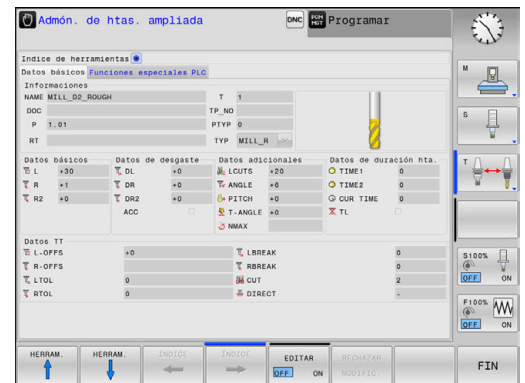 Admón. de htas. ampliada
DNC
PGM MGT
Programar
Indice de herramientas
Datos básicos Funciones especiales PLC
Informaciones
NAME MILL_D2_ROUGH T 1
DOC TP_NO
P 1.01 PTYP 0
RT TYP MILL_R
Datos básicos Datos de desgaste Datos adicionales Datos de duración hta.
L +30 DL +0 LCUTS +20 TIME1 0
R +1 DR +0 ANGLE +6 TIME2 0
R2 +0 DR2 +0 PITCH +0 CUR TIME 0
ACC T-ANGLE +0 TL
NMAX
Datos TT
L-OFFS +0 LBREAK 0
R-OFFS RBREAK 0
LTOL 0 CUT 2
RTOL 0 DIRECT -
M
S
T
S100%
OFF ON
F100%
OFF ON
HERRAM. HERRAM. ÍNDICE ÍNDICE EDITAR RECHAZAR
OFF ON MODIFIC.
FIN